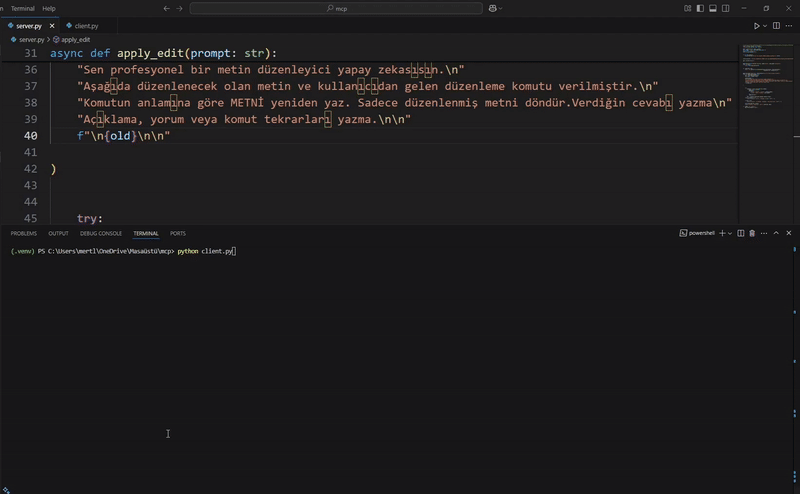 Terminal Help
mcp
server.py client.py
server.py > apply_edit
31 async def apply_edit(prompt: str):
36 "Sen profesyonel bir metin düzenleyici yapay zekasısın.\n"
37 "Aşağıda düzenlenecek olan metin ve kullanıcıdan gelen düzenleme komutu verilmiştir.\n"
38 "Komutun anlamına göre METNİ yeniden yaz. Sadece düzenlenmiş metni döndür.Verdiğin cevabı yazma\n"
39 "Açıklama, yorum veya komut tekrarları yazma.\n\n"
40 f"\n{old}\n\n"
41
42 )
43
44
45 try:
PROBLEMS OUTPUT DEBUG CONSOLE TERMINAL PORTS
powershell
(.venv) PS C:\Users\mertl\OneDrive\Masaüstü\mcp> python client.py